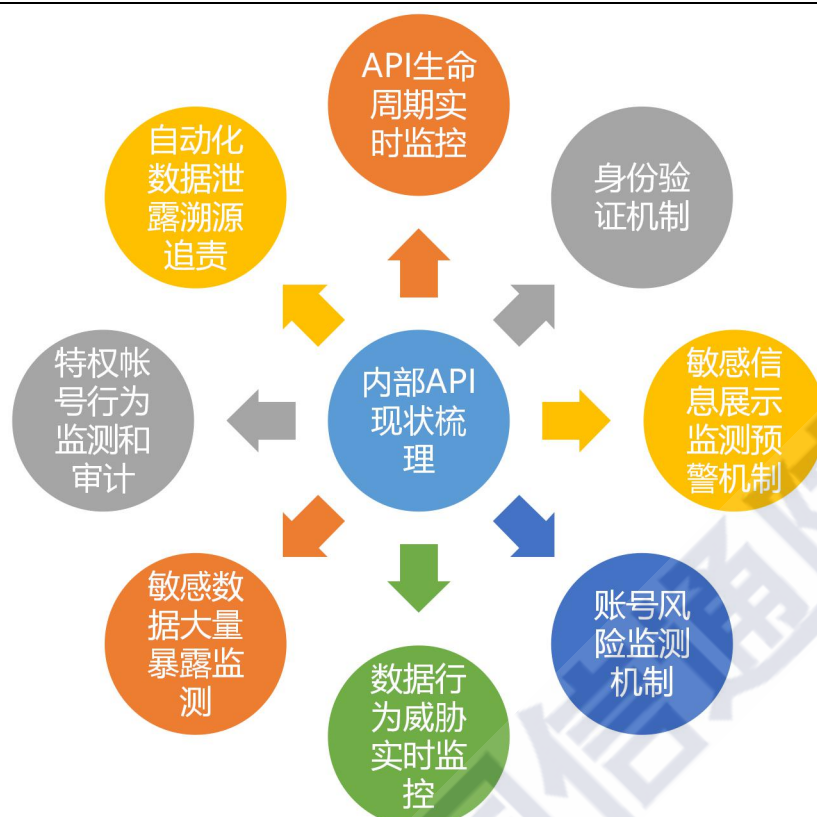 API生命
周期实
时监控
自动化
数据泄
露溯源
追责
身份验
证机制
特权帐
号行为
监测和
审计
内部API
现状梳
理
敏感信
息展示
监测预
警机制
敏感数
据大量
暴露监
测
账号风
险监测
机制
数据行
为威胁
实时监
控